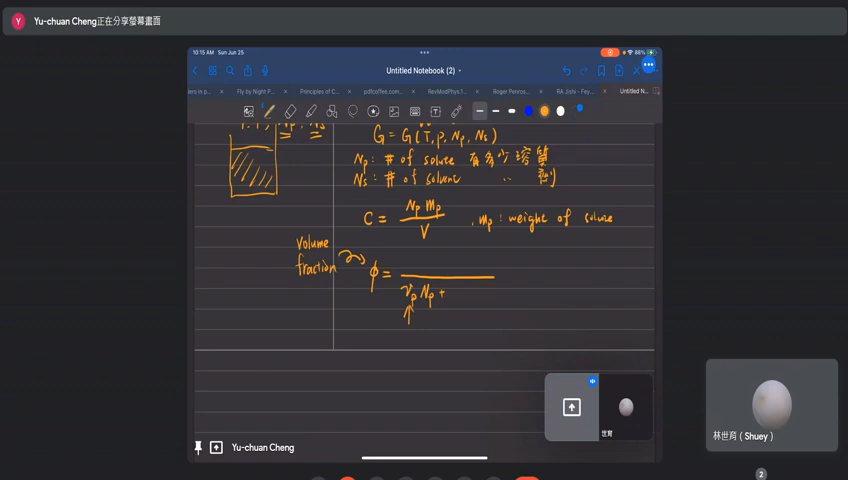 Y Yu-chuan Cheng正在分享螢幕畫面
10:15 AM Sun Jun 25
88%
Untitled Notebook (2)
ers in p...
Fly by Night P...
Principles of C...
pdfcoffee.com...
RevModPhys.1...
Roger Penros...
RA Jishi - Fey...
Untitled N...
G = G(T, p, Np, Ns)
Np : # of solute 有多少溶質
Ns : # of solvent 〃 劑
C = Np mp / V , mp : weight of solute
volume
fraction
ϕ =
vp Np +
Yu-chuan Cheng
世育
林世育 ( Shuey )
2